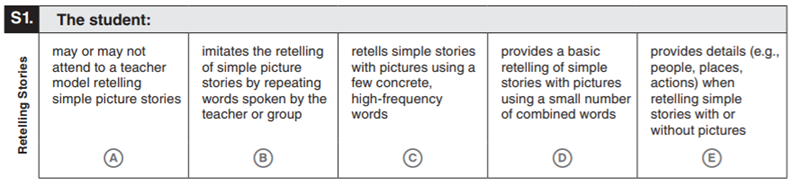 S1. The student:
Retelling Stories
may or may not
attend to a teacher
model retelling
simple picture stories
A
imitates the retelling
of simple picture
stories by repeating
words spoken by the
teacher or group
B
retells simple stories
with pictures using a
few concrete,
high-frequency
words
C
provides a basic
retelling of simple
stories with pictures
using a small number
of combined words
D
provides details (e.g.,
people, places,
actions) when
retelling simple
stories with or
without pictures
E